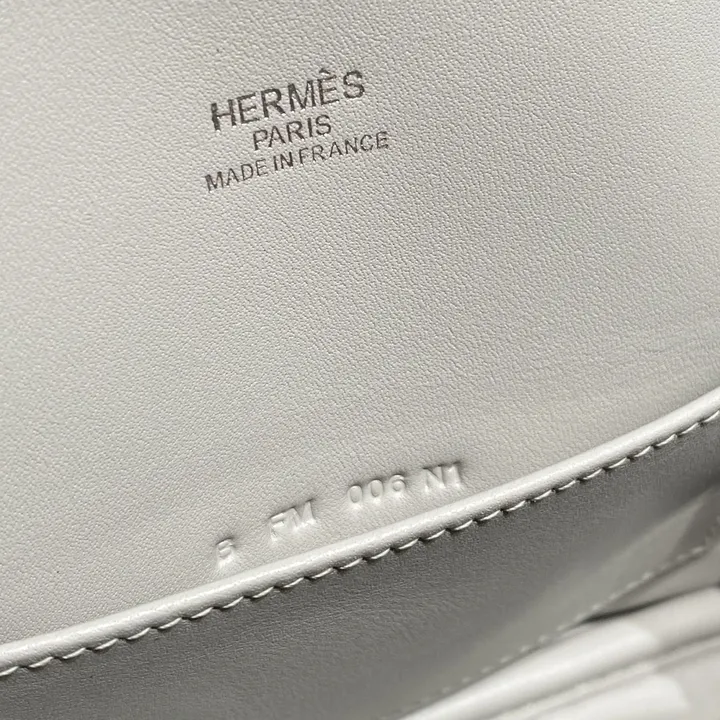 HERMÈS
PARIS
MADE IN FRANCE
FM 006 N1